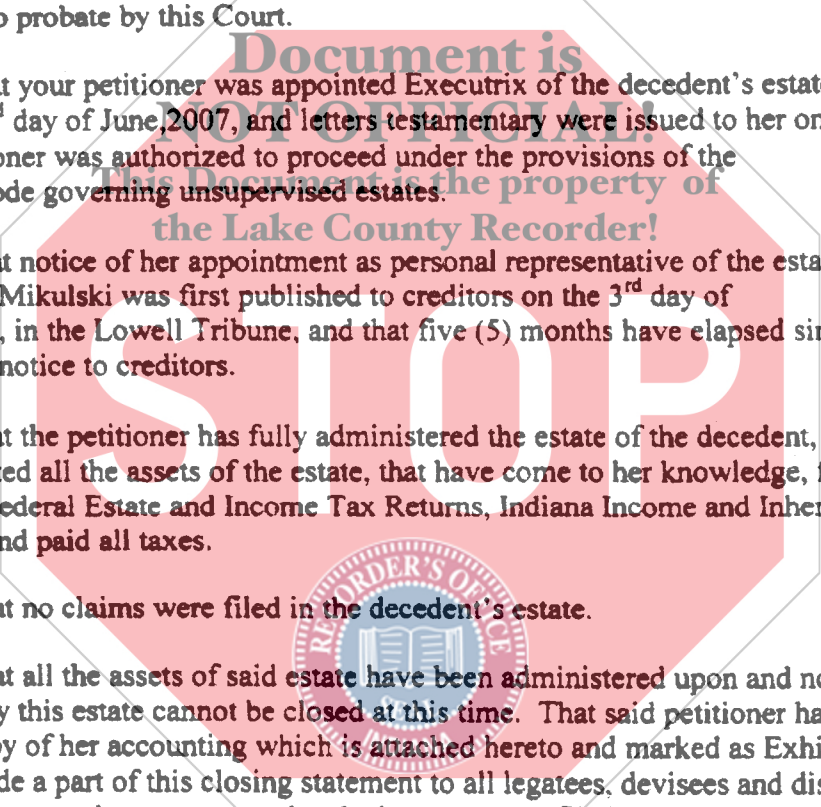 o probate by this Court.
Document is
t your petitioner was appointed Executrix of the decedent's estat
d day of June,2007, and letters testamentary were issued to her on
NOT OFFICIAL!
oner was authorized to proceed under the provisions of the
ode governing unsupervised estates.
This Document is the property of
the Lake County Recorder!
t notice of her appointment as personal representative of the esta
Mikulski was first published to creditors on the 3rd day of
, in the Lowell Tribune, and that five (5) months have elapsed sin
notice to creditors.
STOP
t the petitioner has fully administered the estate of the decedent,
ed all the assets of the estate, that have come to her knowledge, f
ederal Estate and Income Tax Returns, Indiana Income and Inher
nd paid all taxes.
RECORDER'S OFFICE
t no claims were filed in the decedent's estate.
t all the assets of said estate have been administered upon and no
y this estate cannot be closed at this time. That said petitioner ha
py of her accounting which is attached hereto and marked as Exhi
de a part of this closing statement to all legatees, devisees and dis